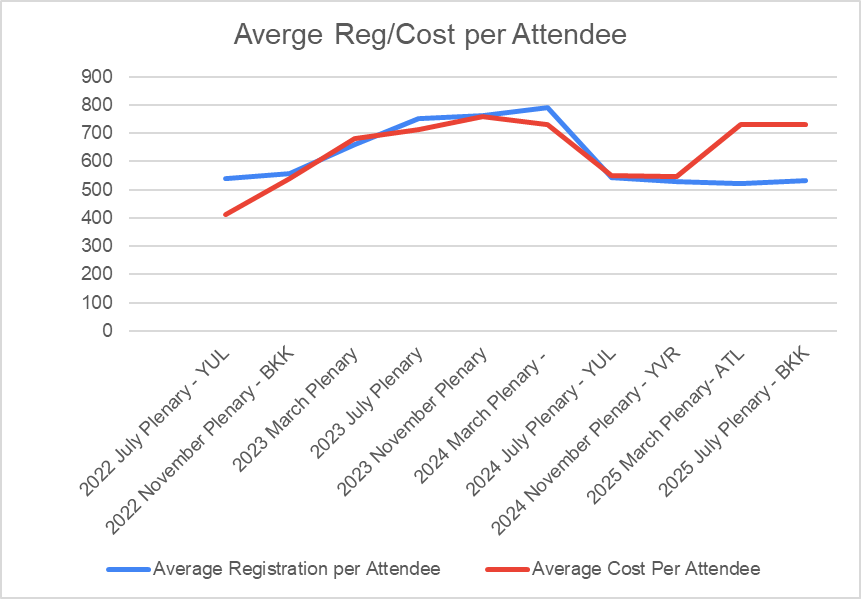 Averge Reg/Cost per Attendee
900
800
700
600
500
400
300
200
100
0
2022 July Plenary - YUL
2022 November Plenary - BKK
2023 March Plenary
2023 July Plenary
2023 November Plenary
2024 March Plenary -
2024 July Plenary - YUL
2024 November Plenary - YVR
2025 March Plenary- ATL
2025 July Plenary - BKK
Average Registration per Attendee
Average Cost Per Attendee